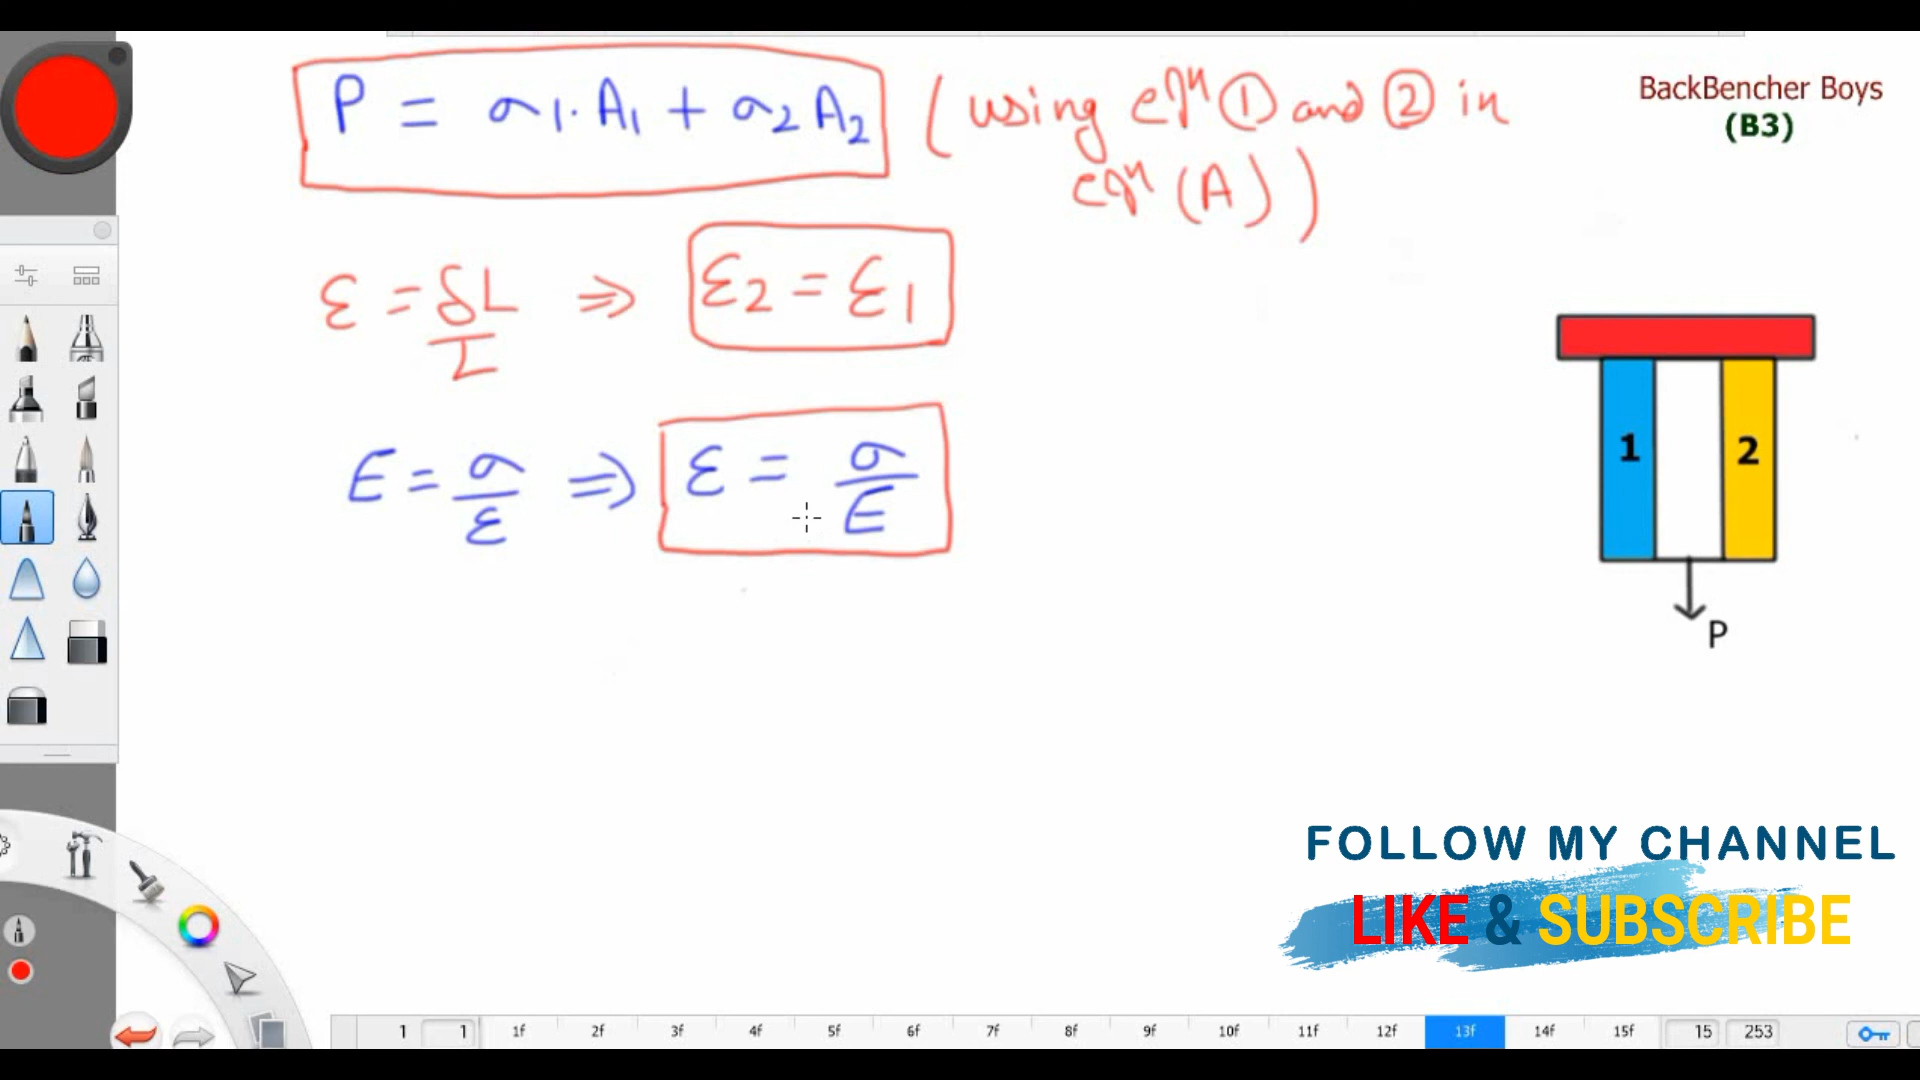 P = σ1. A1 + σ2 A2 ( using eqn ① and ② in
eqn (A) )
BackBencher Boys
(B3)
ε = δL/L ⇒ ε2 = ε1
E = σ/ε ⇒ ε = σ/E
1 2
P
FOLLOW MY CHANNEL
LIKE & SUBSCRIBE
1 1 1f 2f 3f 4f 5f 6f 7f 8f 9f 10f 11f 12f 13f 14f 15f 15 253